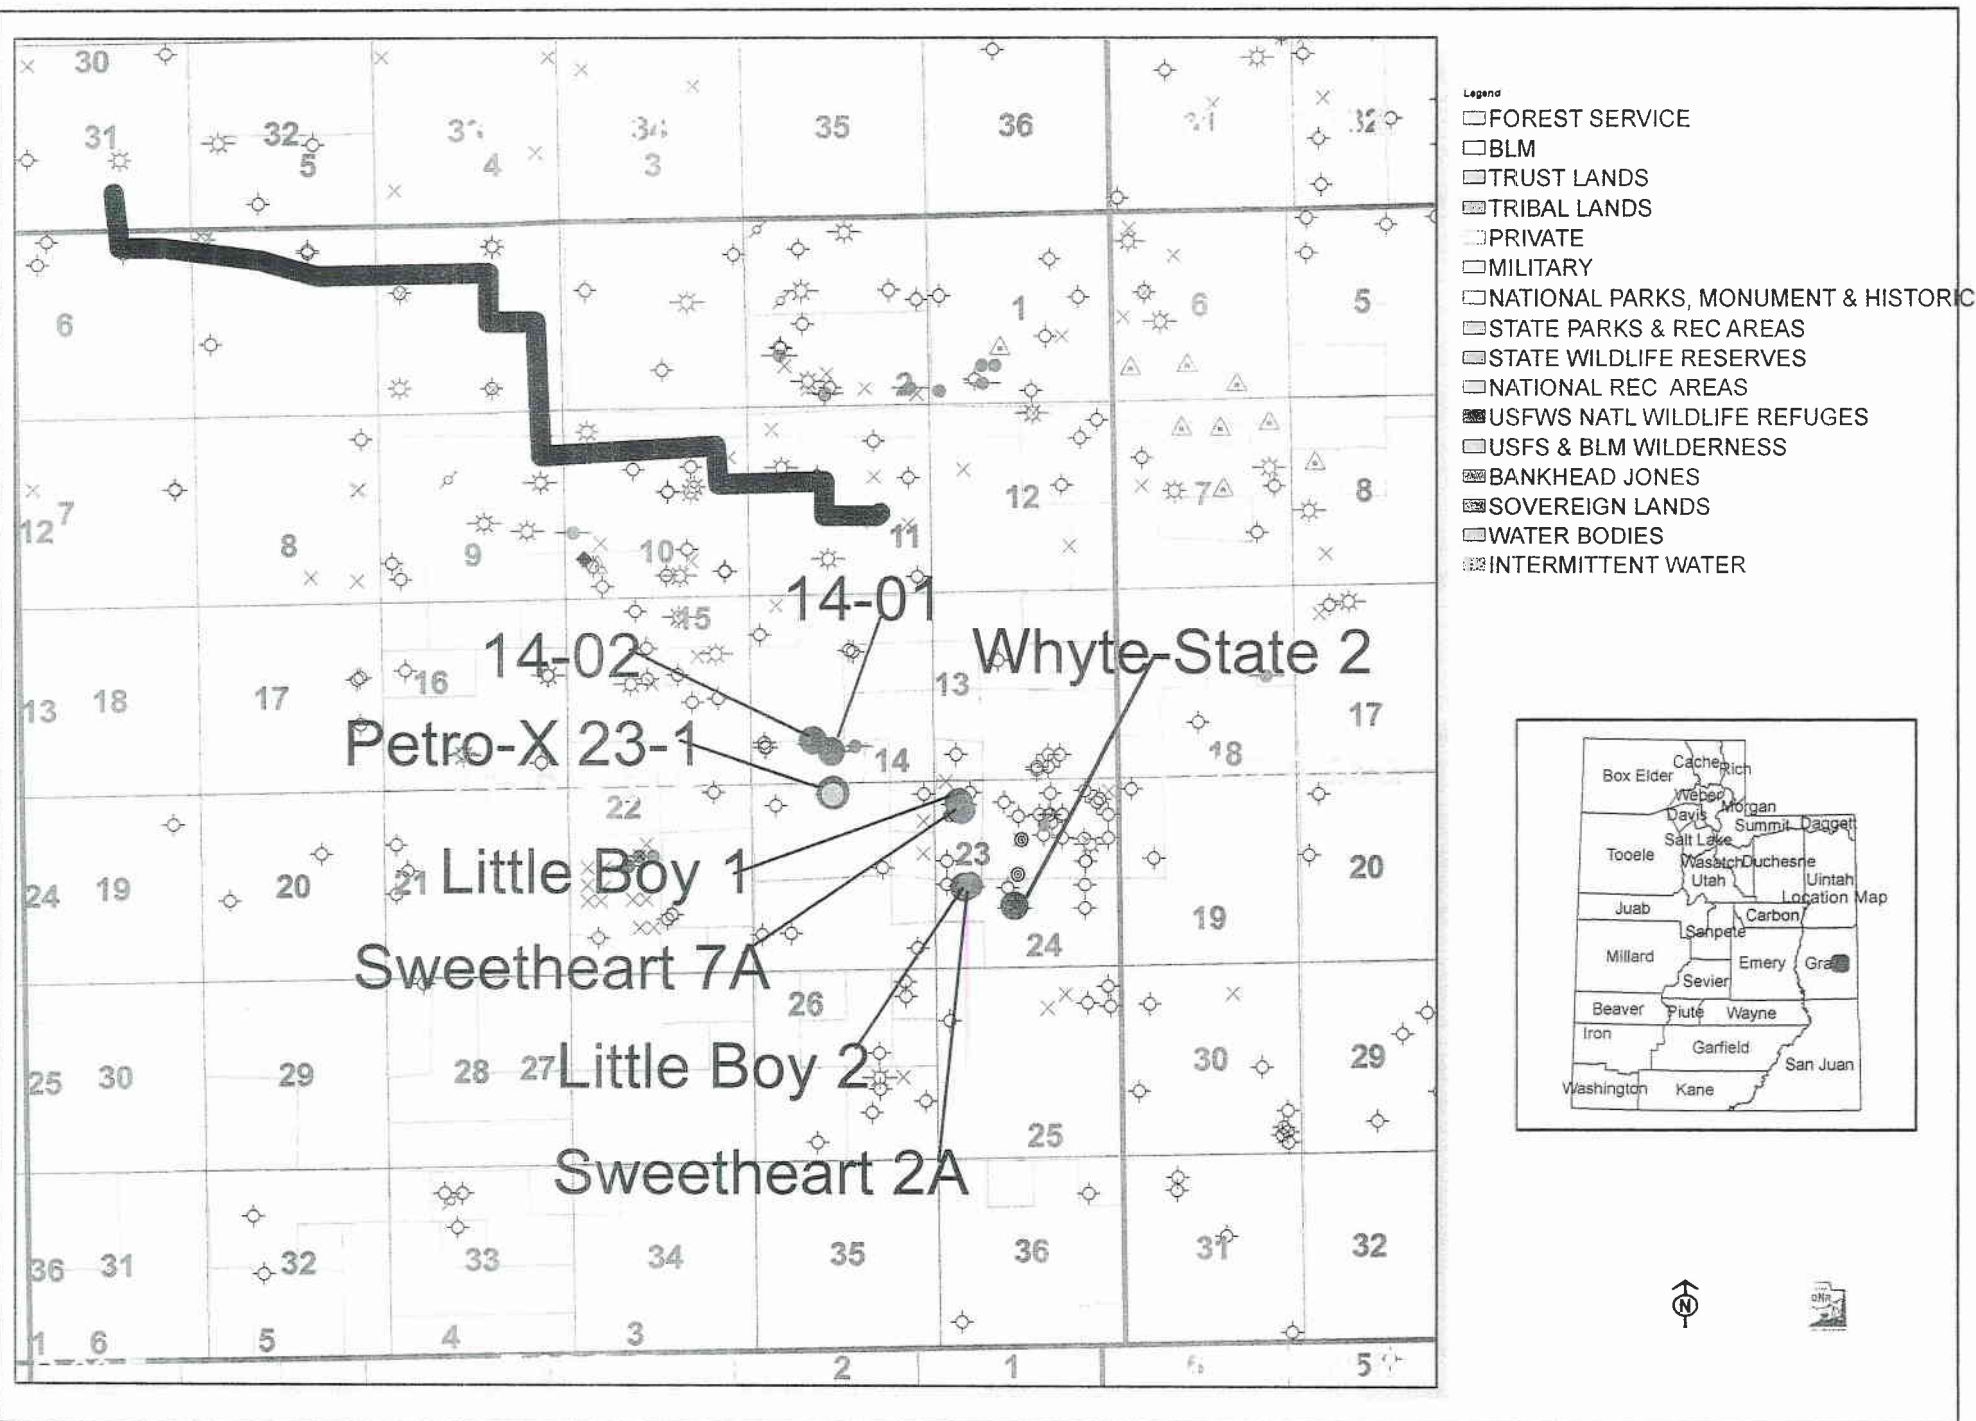 30
31
32
5
4
3
35
36
32
6
1
6
5
2
12
7
8
9
10
11
12
7
8
14-01
14-02
15
Whyte-State 2
13
18
17
16
13
17
Petro-X 23-1
14
18
22
Little Boy 1
23
24
19
20
21
20
Sweetheart 7A
19
24
26
Little Boy 2
25
30
29
28
27
30
29
25
Sweetheart 2A
36
31
32
33
34
35
36
31
32
1
6
5
4
3
2
1
5
Legend
FOREST SERVICE
BLM
TRUST LANDS
TRIBAL LANDS
PRIVATE
MILITARY
NATIONAL PARKS, MONUMENT & HISTORIC
STATE PARKS & REC AREAS
STATE WILDLIFE RESERVES
NATIONAL REC AREAS
USFWS NATL WILDLIFE REFUGES
USFS & BLM WILDERNESS
BANKHEAD JONES
SOVEREIGN LANDS
WATER BODIES
INTERMITTENT WATER
Cache
Rich
Box Elder
Weber
Morgan
Davis
Summit
Daggett
Salt Lake
Tooele
Wasatch
Duchesne
Utah
Uintah
Location Map
Juab
Carbon
Sanpete
Millard
Emery
Sevier
Beaver
Piute
Wayne
Iron
Garfield
San Juan
Washington
Kane
N
DNR